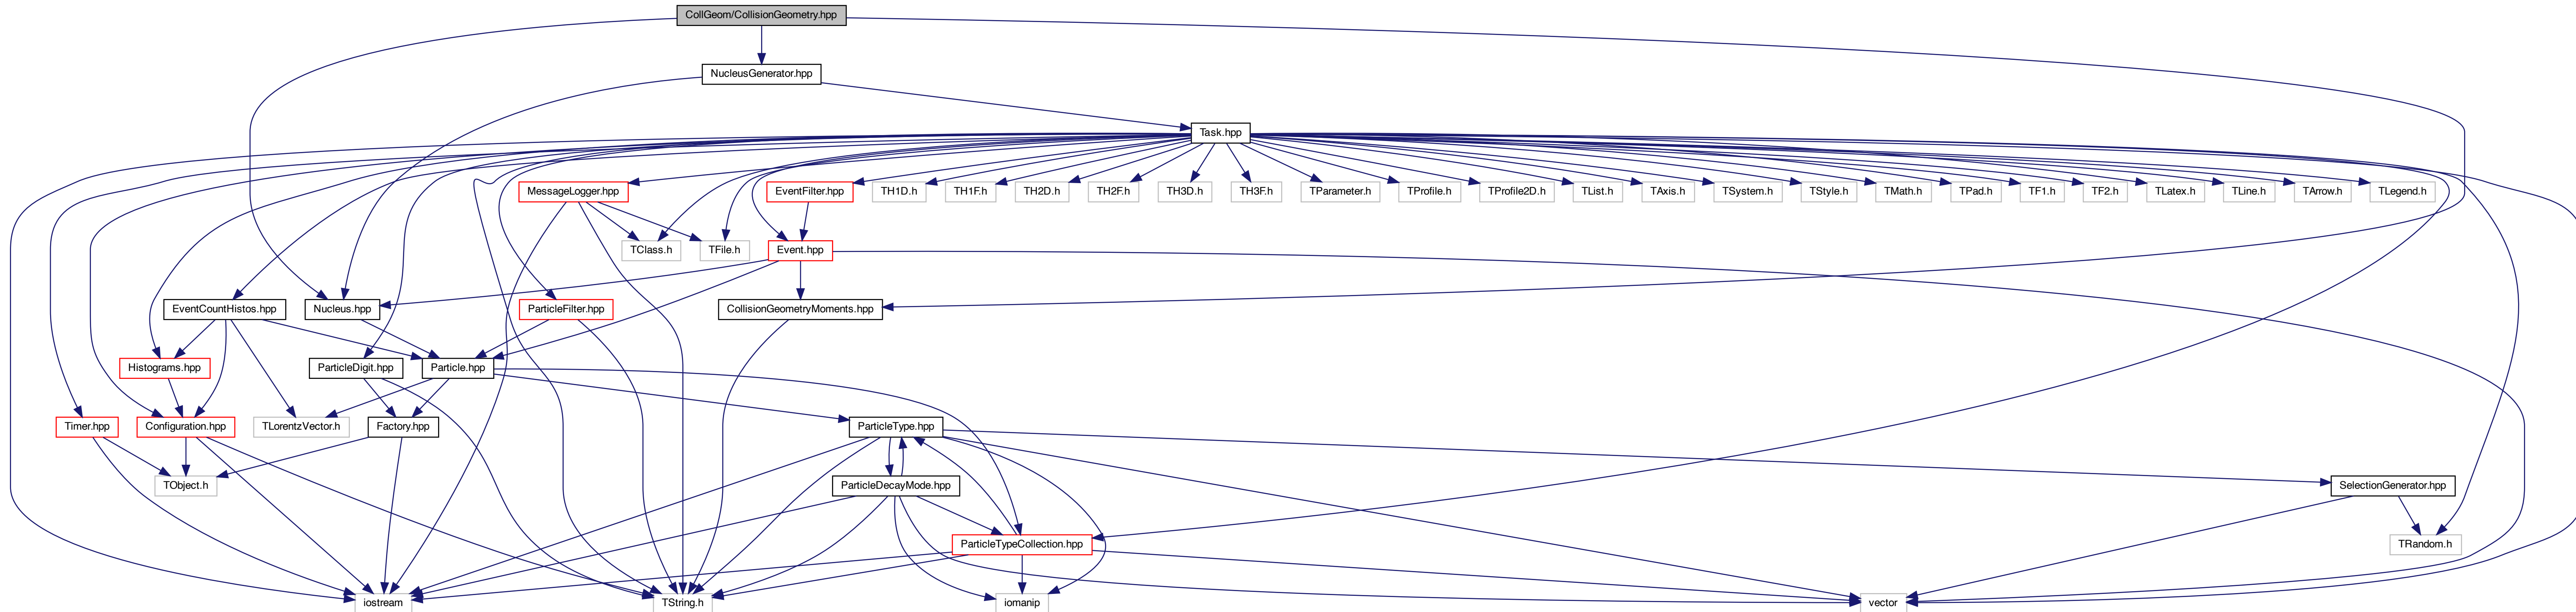 CollGeom/CollisionGeometry.hpp
NucleusGenerator.hpp
Task.hpp
MessageLogger.hpp
EventFilter.hpp
TH1D.h
TH1F.h
TH2D.h
TH2F.h
TH3D.h
TH3F.h
TParameter.h
TProfile.h
TProfile2D.h
TList.h
TAxis.h
TSystem.h
TStyle.h
TMath.h
TPad.h
TF1.h
TF2.h
TLatex.h
TLine.h
TArrow.h
TLegend.h
TClass.h
TFile.h
Event.hpp
EventCountHistos.hpp
Nucleus.hpp
ParticleFilter.hpp
CollisionGeometryMoments.hpp
Histograms.hpp
ParticleDigit.hpp
Particle.hpp
Timer.hpp
Configuration.hpp
TLorentzVector.h
Factory.hpp
ParticleType.hpp
TObject.h
ParticleDecayMode.hpp
SelectionGenerator.hpp
ParticleTypeCollection.hpp
TRandom.h
iostream
TString.h
iomanip
vector